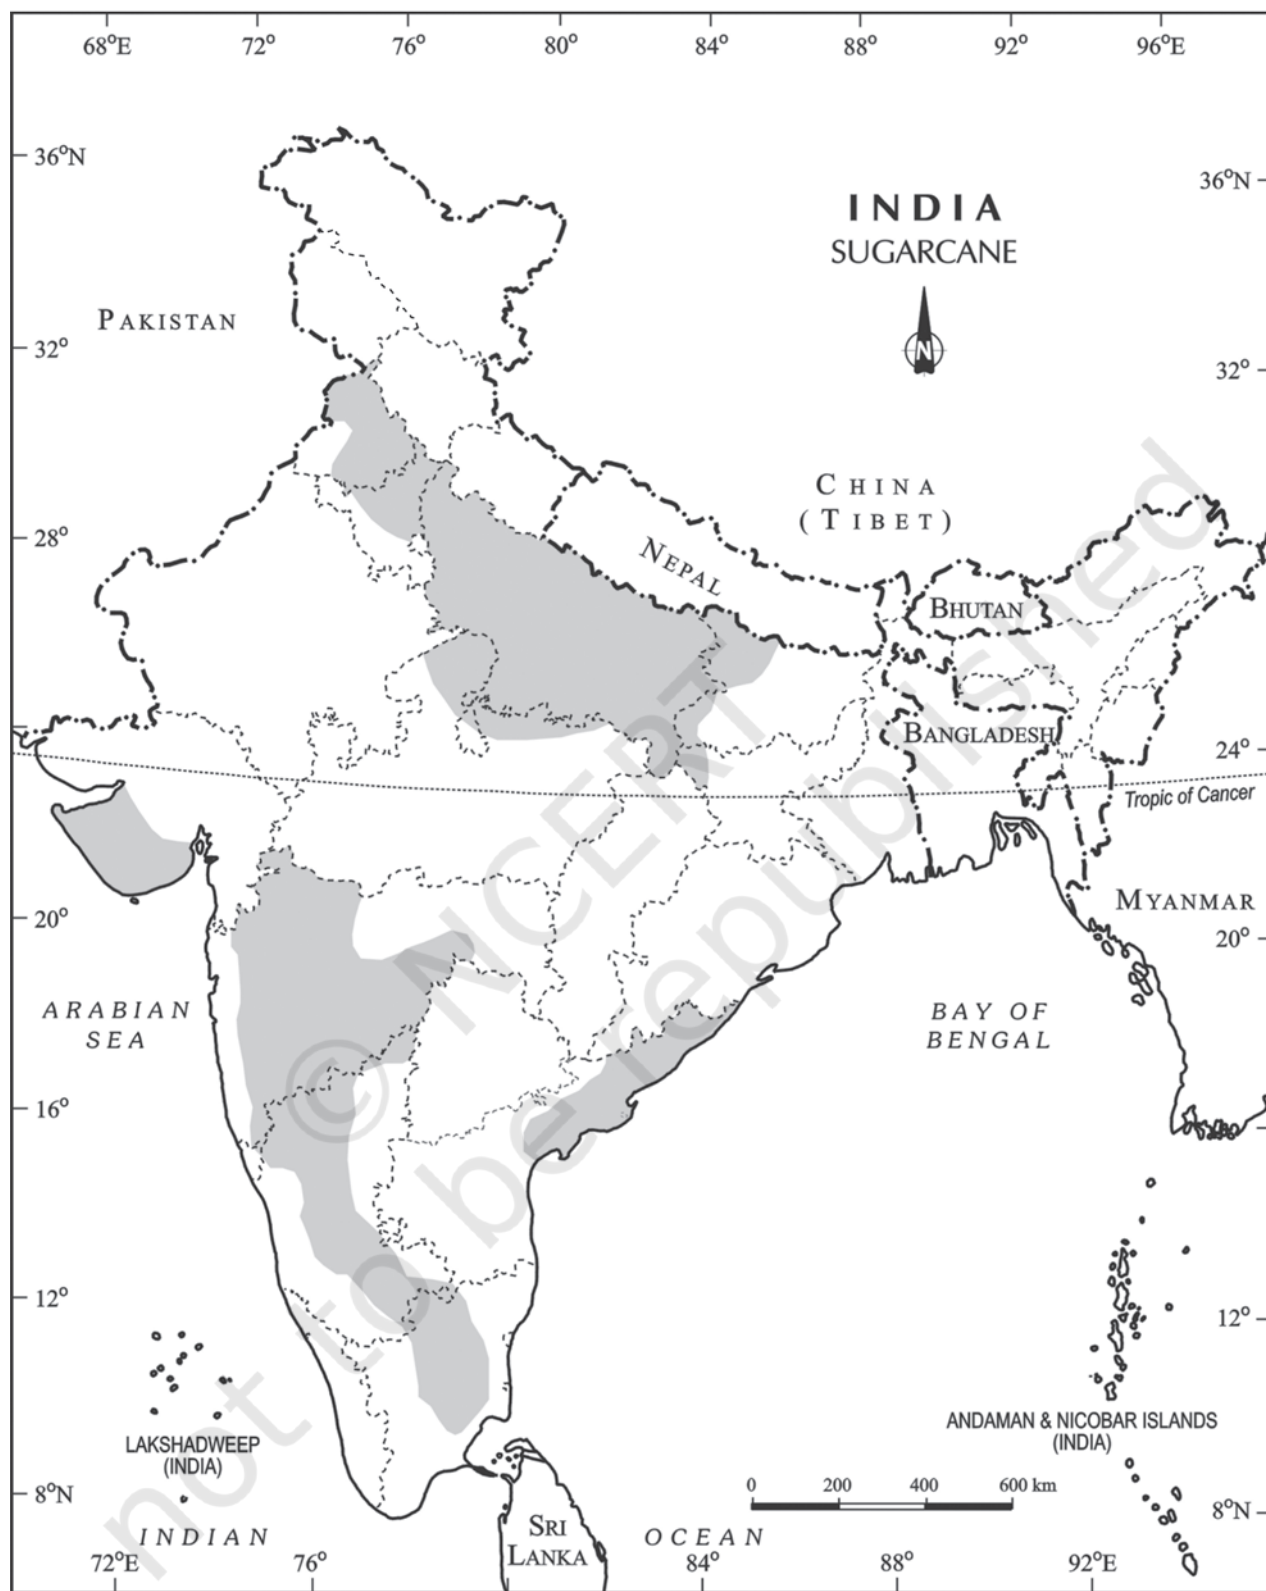 68°E 72° 76° 80° 84° 88° 92° 96°E
36°N
36°N
INDIA
SUGARCANE
N
PAKISTAN
32°
32°
CHINA
(TIBET)
28°
NEPAL
BHUTAN
BANGLADESH
24°
Tropic of Cancer
MYANMAR
20°
20°
ARABIAN
SEA
BAY OF
BENGAL
16°
12°
12°
LAKSHADWEEP
(INDIA)
ANDAMAN & NICOBAR ISLANDS
(INDIA)
0 200 400 600 km
8°N
8°N
INDIAN
SRI
LANKA
OCEAN
72°E 76° 84° 88° 92°E
© NCERT
not to be republished